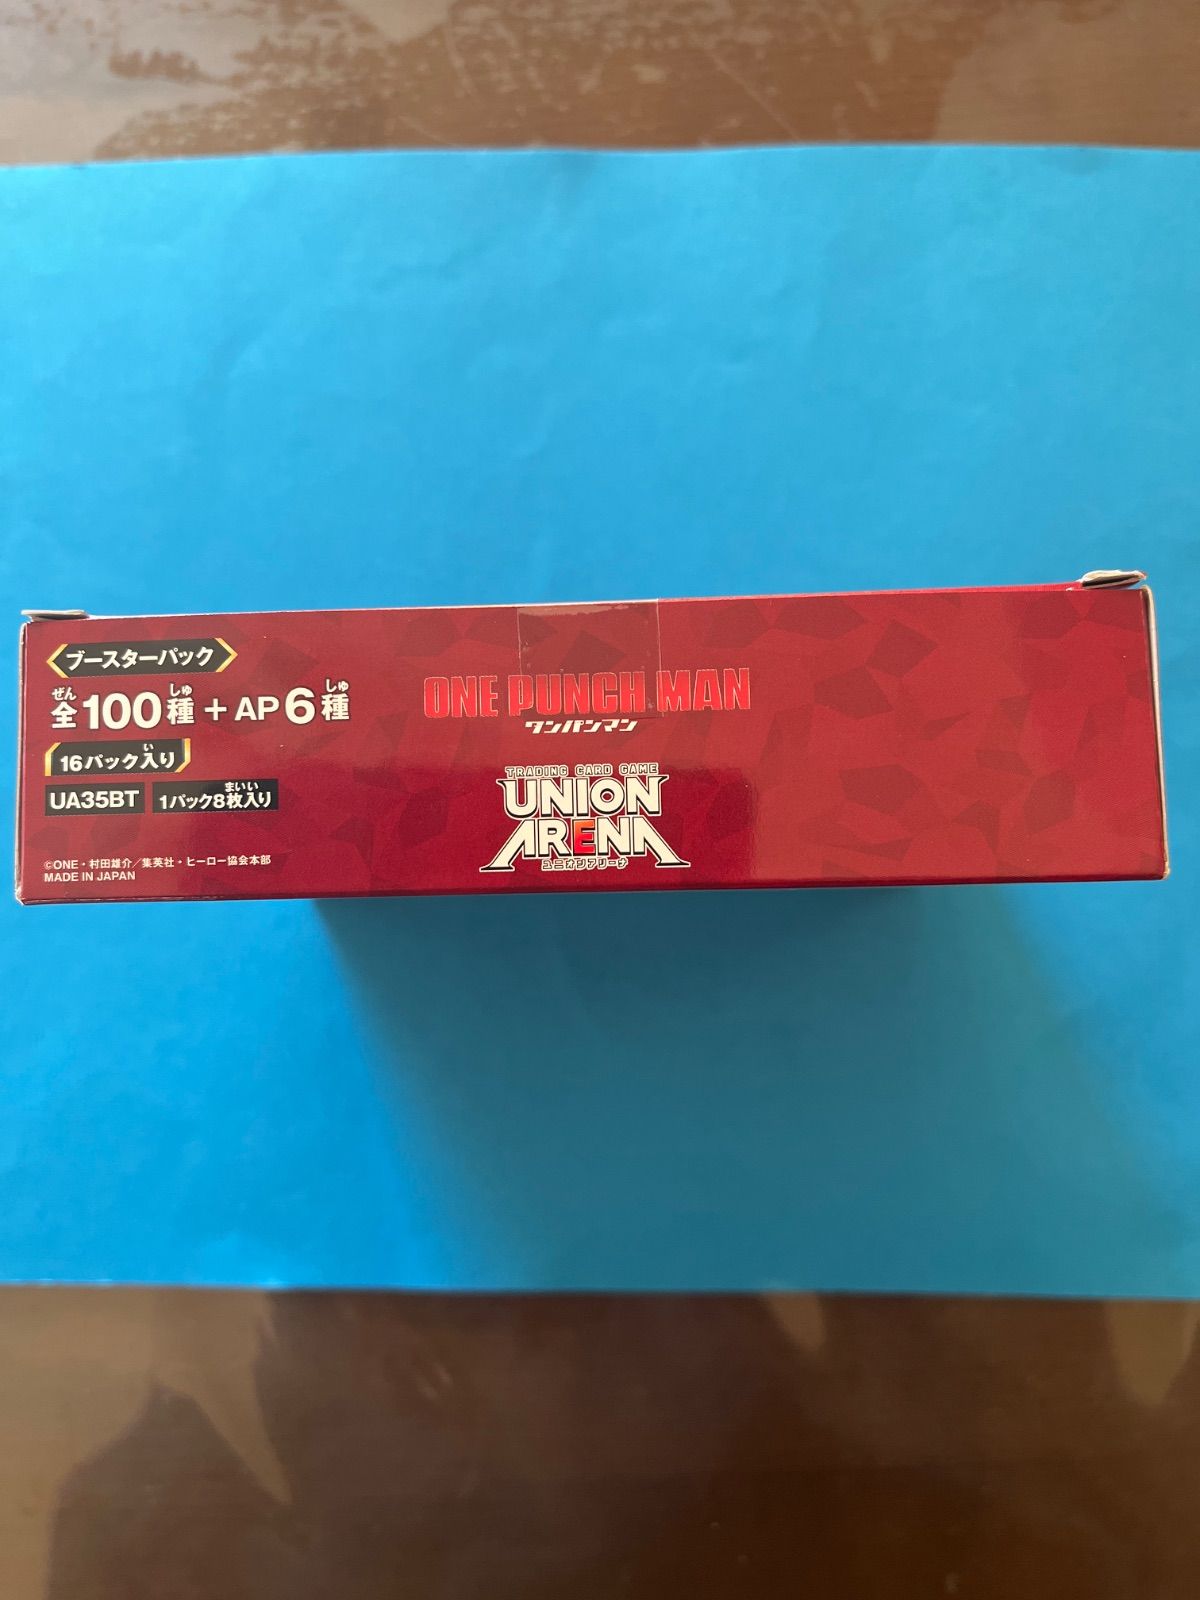 ブースターパック
全100種+AP6種
ぜん しゅ しゅ
16パック入り
い
UA35BT 1パック8枚入り
まいい
©ONE・村田雄介／集英社・ヒーロー協会本部
MADE IN JAPAN
ONE PUNCH MAN
ワンパンマン
TRADING CARD GAME
UNION
ARENA
ユニオンアリーナ